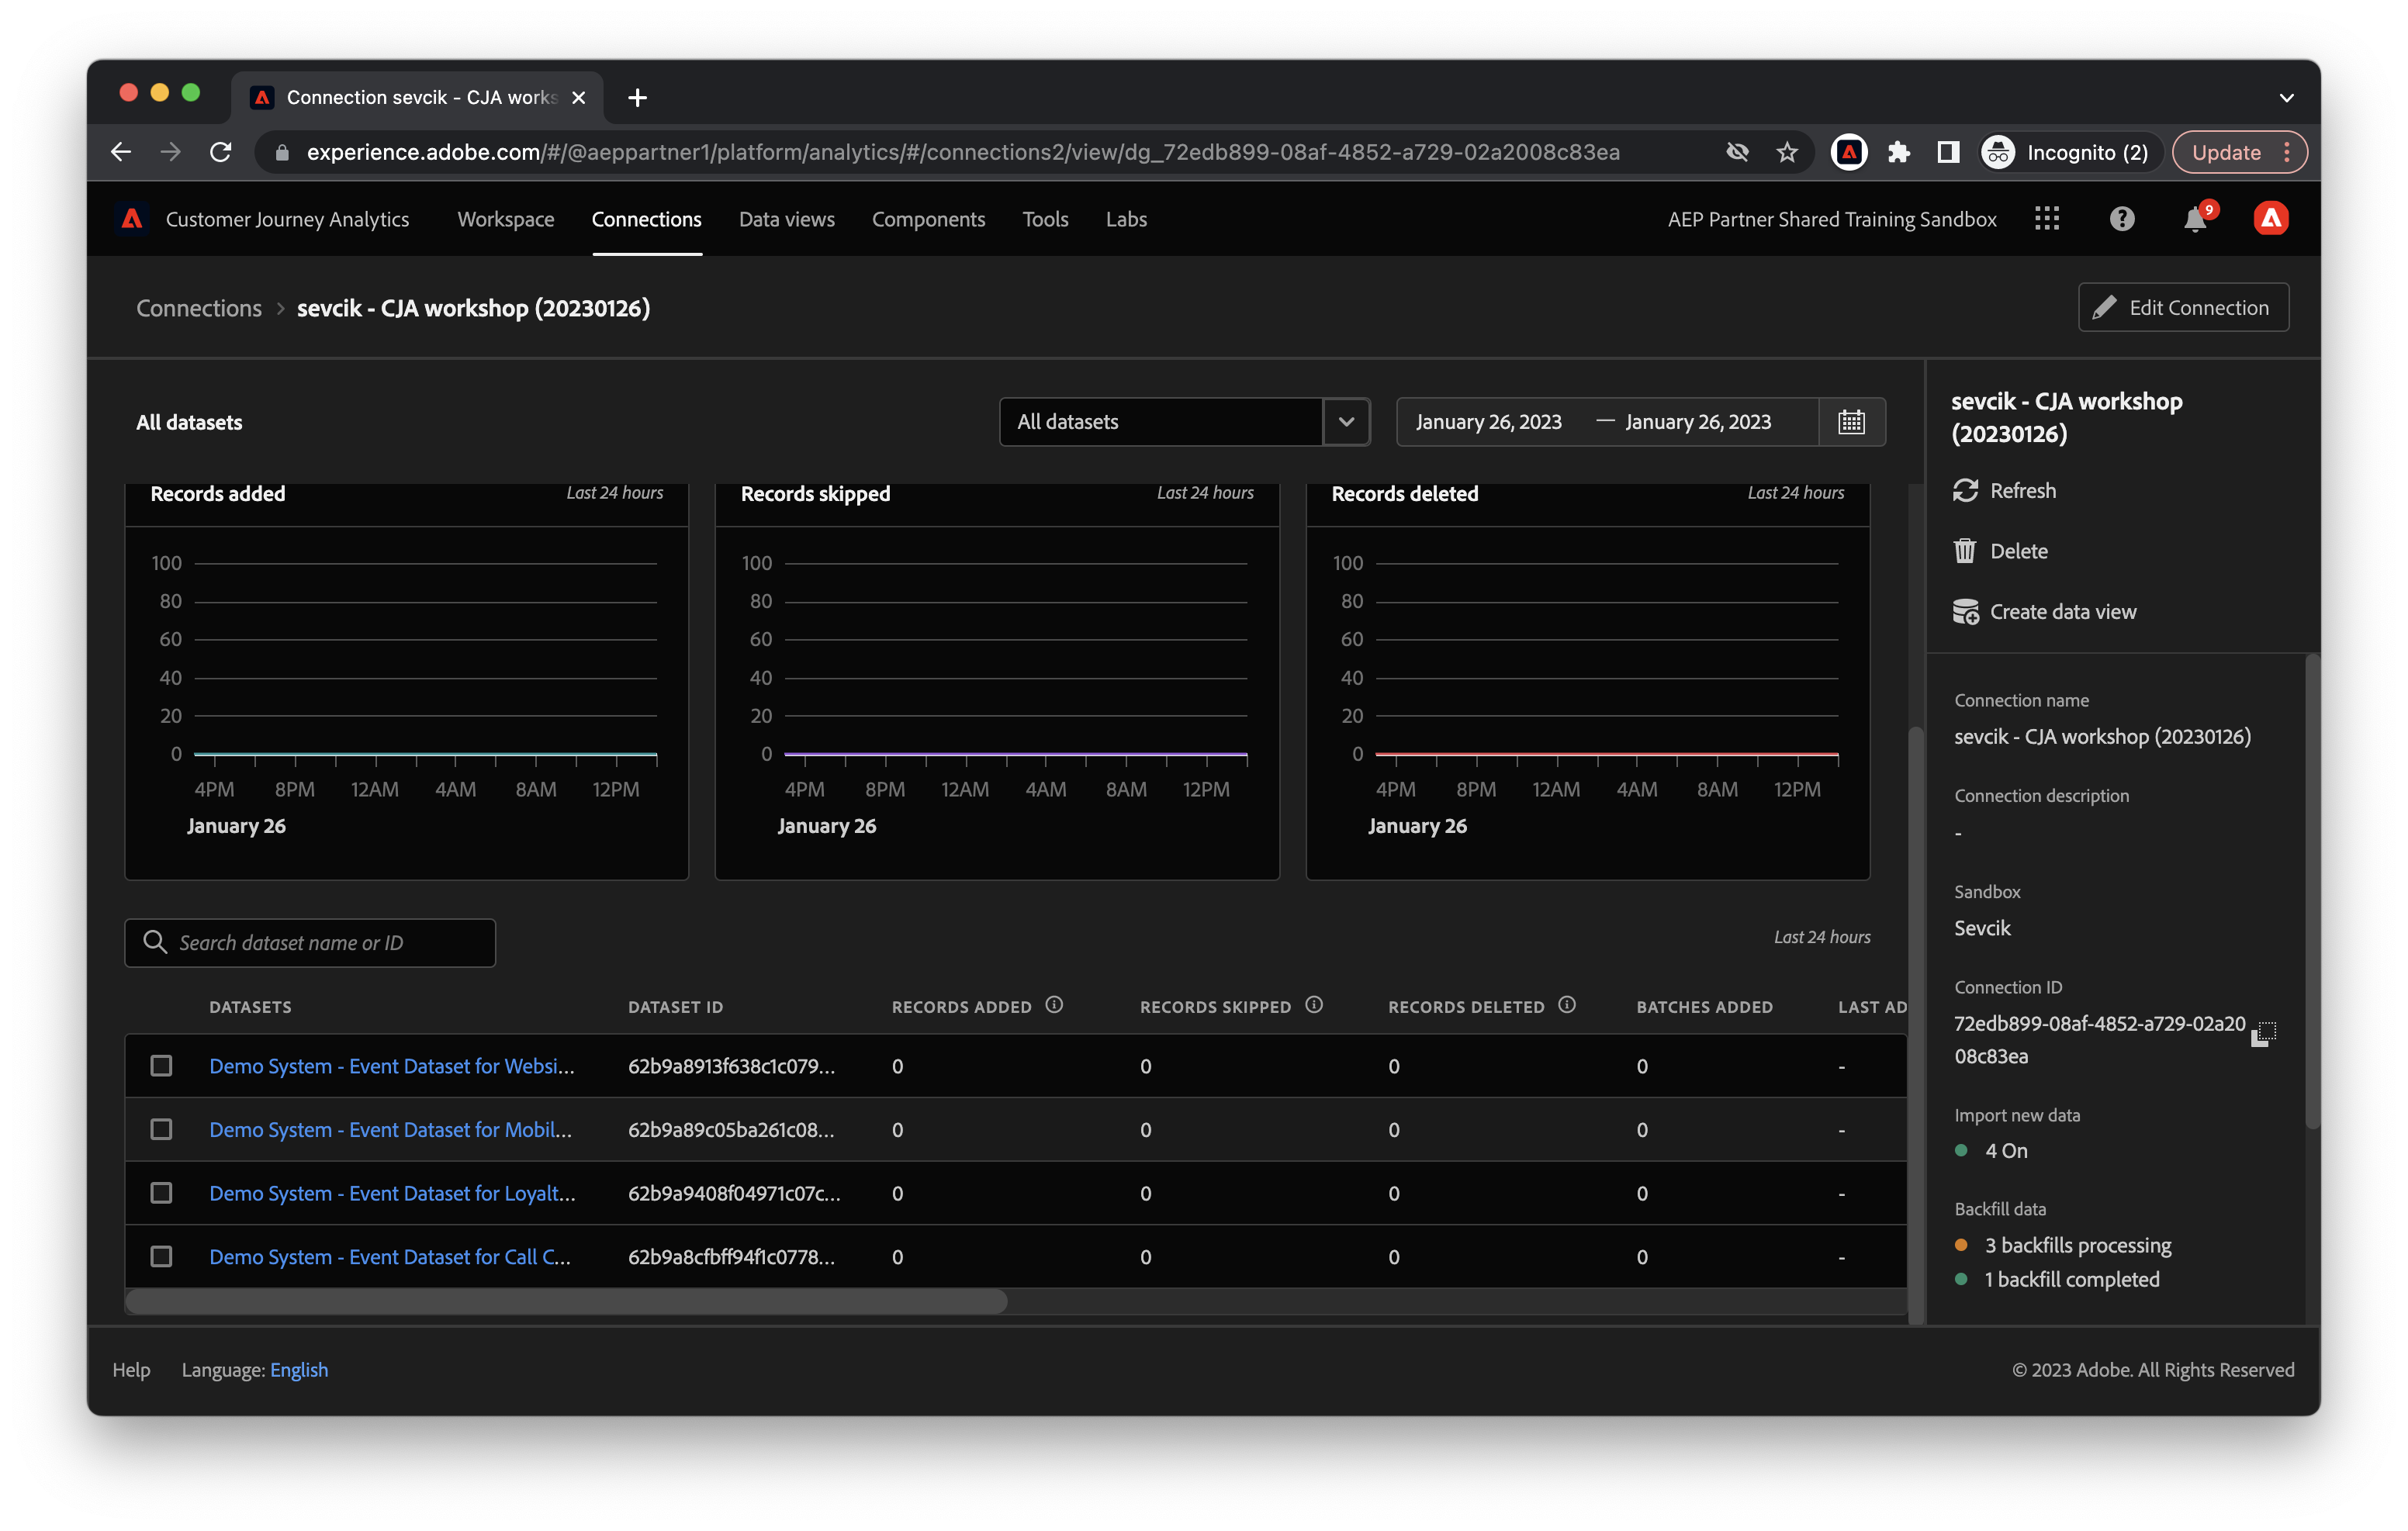 Connection sevcik - CJA works
experience.adobe.com/#/@aeppartner1/platform/analytics/#/connections2/view/dg_72edb899-08af-4852-a729-02a2008c83ea
Incognito (2)
Update
Customer Journey Analytics
Workspace
Connections
Data views
Components
Tools
Labs
AEP Partner Shared Training Sandbox
9
Connections > sevcik - CJA workshop (20230126)
Edit Connection
All datasets
All datasets
January 26, 2023 — January 26, 2023
Records added
Last 24 hours
100
80
60
40
20
0
4PM 8PM 12AM 4AM 8AM 12PM
January 26
Records skipped
Last 24 hours
100
80
60
40
20
0
4PM 8PM 12AM 4AM 8AM 12PM
January 26
Records deleted
Last 24 hours
100
80
60
40
20
0
4PM 8PM 12AM 4AM 8AM 12PM
January 26
Search dataset name or ID
Last 24 hours
DATASETS DATASET ID RECORDS ADDED RECORDS SKIPPED RECORDS DELETED BATCHES ADDED LAST AD
Demo System - Event Dataset for Websi... 62b9a8913f638c1c079... 0 0 0 0 -
Demo System - Event Dataset for Mobil... 62b9a89c05ba261c08... 0 0 0 0 -
Demo System - Event Dataset for Loyalt... 62b9a9408f04971c07c... 0 0 0 0 -
Demo System - Event Dataset for Call C... 62b9a8cfbff94f1c0778... 0 0 0 0 -
sevcik - CJA workshop
(20230126)
Refresh
Delete
Create data view
Connection name
sevcik - CJA workshop (20230126)
Connection description
-
Sandbox
Sevcik
Connection ID
72edb899-08af-4852-a729-02a20
08c83ea
Import new data
4 On
Backfill data
3 backfills processing
1 backfill completed
Help
Language: English
© 2023 Adobe. All Rights Reserved